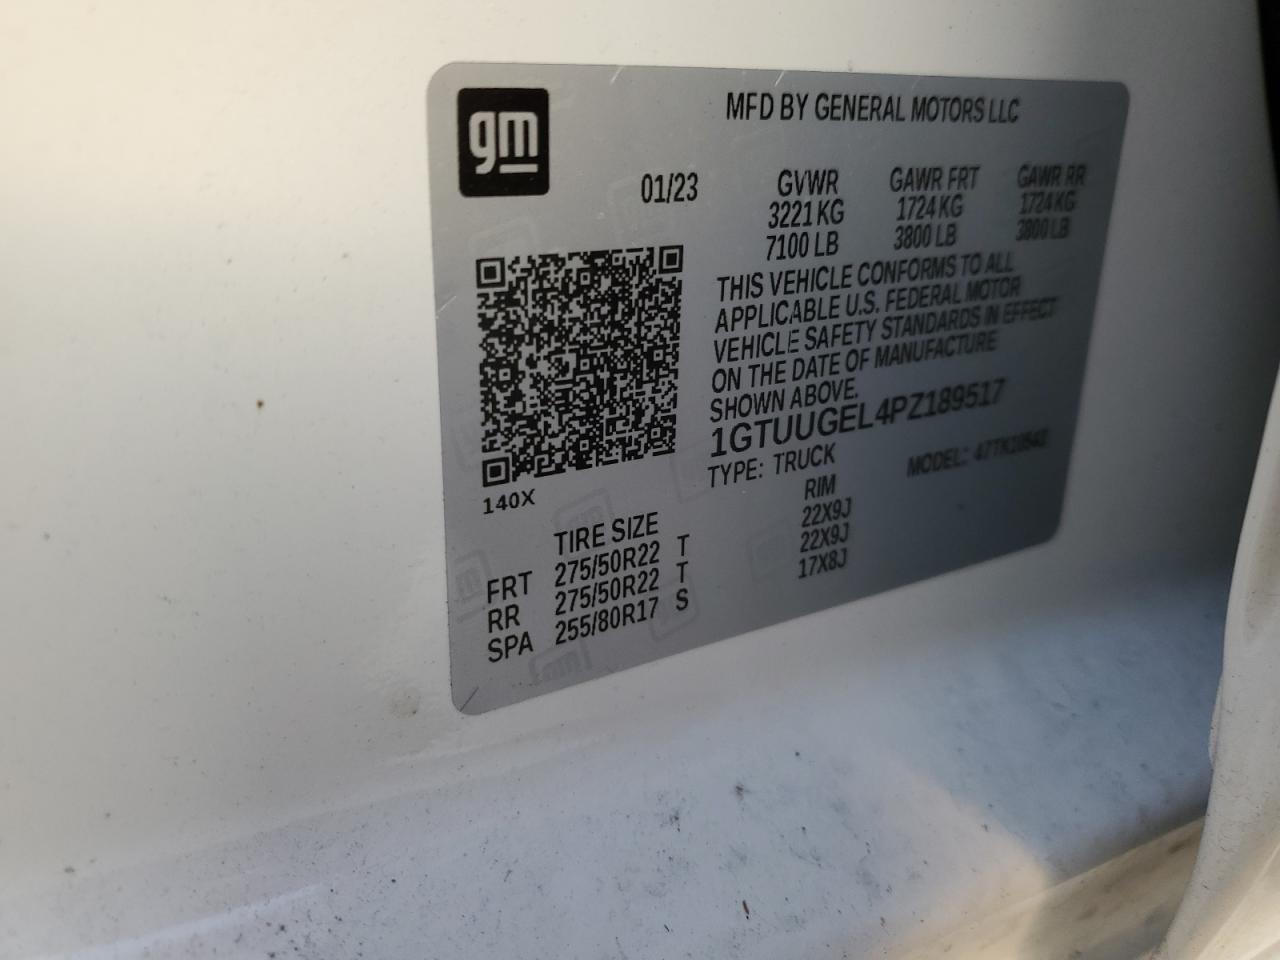 gm
MFD BY GENERAL MOTORS LLC
01/23
GVWR GAWR FRT GAWR RR
3221 KG 1724 KG 1724 KG
7100 LB 3800 LB 3800 LB
THIS VEHICLE CONFORMS TO ALL
APPLICABLE U.S. FEDERAL MOTOR
VEHICLE SAFETY STANDARDS IN EFFECT
ON THE DATE OF MANUFACTURE
SHOWN ABOVE.
1GTUUGEL4PZ189517
TYPE: TRUCK MODEL:
140X
TIRE SIZE RIM
FRT 275/50R22 T 22X9J
RR 275/50R22 T 22X9J
SPA 255/80R17 S 17X8J